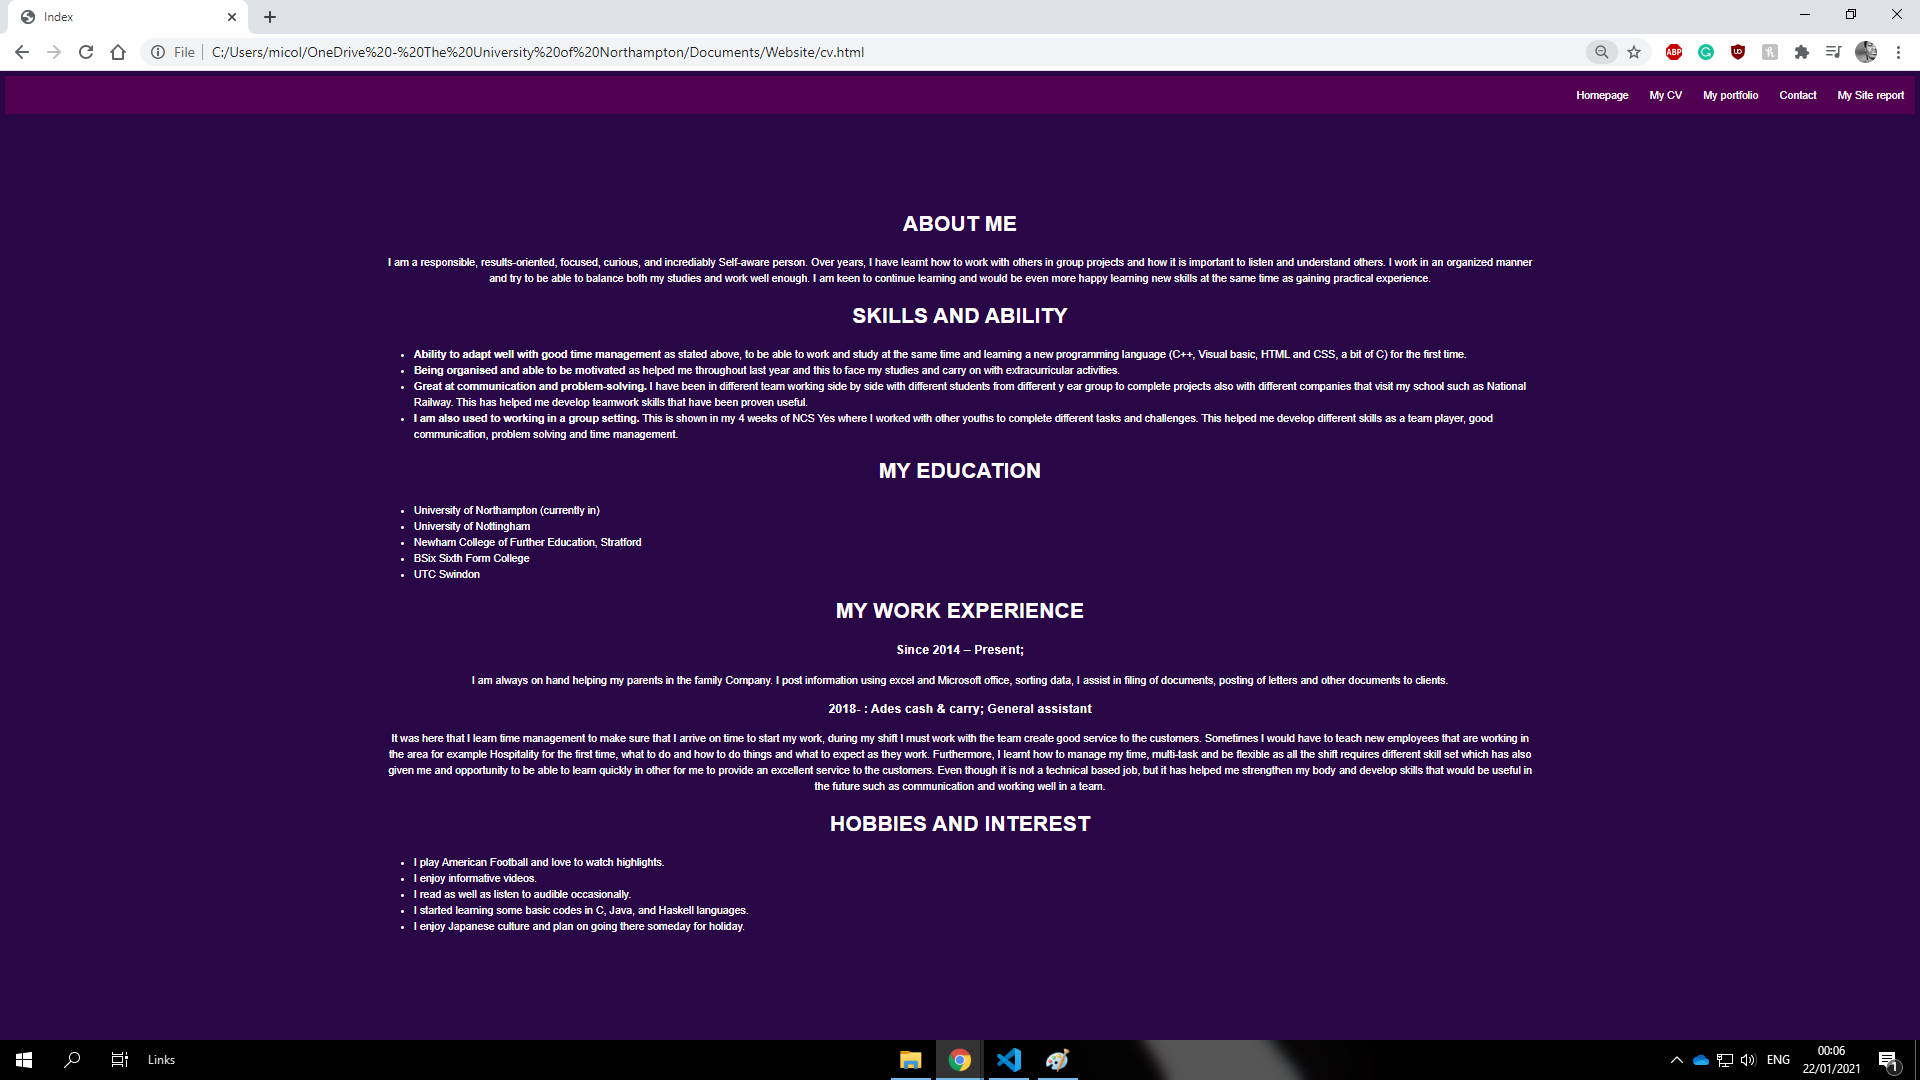 Index
File
C:/Users/micol/OneDrive%20-%20The%20University%20of%20Northampton/Documents/Website/cv.html
ABP
Homepage My CV My portfolio Contact My Site report
ABOUT ME
I am a responsible, results-oriented, focused, curious, and increadiably Self-aware person. Over years, I have learnt how to work with others in group projects and how it is important to listen and understand others. I work in an organized manner
and try to be able to balance both my studies and work well enough. I am keen to continue learning and would be even more happy learning new skills at the same time as gaining practical experience.
SKILLS AND ABILITY
• Ability to adapt well with good time management as stated above, to be able to work and study at the same time and learning a new programming language (C++, Visual basic, HTML and CSS, a bit of C) for the first time.
• Being organised and able to be motivated as helped me throughout last year and this to face my studies and carry on with extracurricular activities.
• Great at communication and problem-solving. I have been in different team working side by side with different students from different y ear group to complete projects also with different companies that visit my school such as National
Railway. This has helped me develop teamwork skills that have been proven useful.
• I am also used to working in a group setting. This is shown in my 4 weeks of NCS Yes where I worked with other youths to complete different tasks and challenges. This helped me develop different skills as a team player, good
communication, problem solving and time management.
MY EDUCATION
• University of Northampton (currently in)
• University of Nottingham
• Newham College of Further Education, Stratford
• BSix Sixth Form College
• UTC Swindon
MY WORK EXPERIENCE
Since 2014 – Present;
I am always on hand helping my parents in the family Company. I post information using excel and Microsoft office, sorting data, I assist in filing of documents, posting of letters and other documents to clients.
2018- : Ades cash & carry; General assistant
It was here that I learn time management to make sure that I arrive on time to start my work, during my shift I must work with the team create good service to the customers. Sometimes I would have to teach new employees that are working in
the area for example Hospitality for the first time, what to do and how to do things and what to expect as they work. Furthermore, I learnt how to manage my time, multi-task and be flexible as all the shift requires different skill set which has also
given me and opportunity to be able to learn quickly in other for me to provide an excellent service to the customers. Even though it is not a technical based job, but it has helped me strengthen my body and develop skills that would be useful in
the future such as communication and working well in a team.
HOBBIES AND INTEREST
• I play American Football and love to watch highlights.
• I enjoy informative videos.
• I read as well as listen to audible occasionally.
• I started learning some basic codes in C, Java, and Haskell languages.
• I enjoy Japanese culture and plan on going there someday for holiday.
Links
ENG
00:06
22/01/2021
1